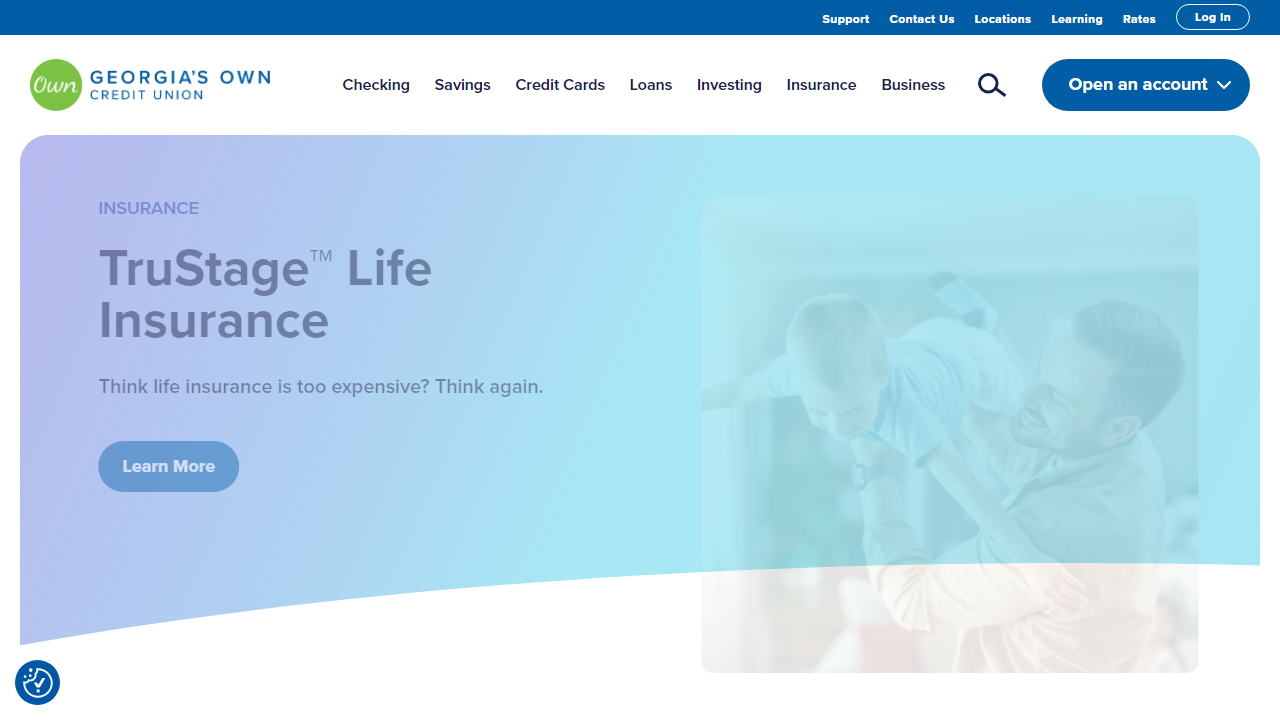 Support Contact Us Locations Learning Rates Log In
Own GEORGIA'S OWN
CREDIT UNION
Checking Savings Credit Cards Loans Investing Insurance Business Open an account
INSURANCE
TruStage™ Life
Insurance
Think life insurance is too expensive? Think again.
Learn More